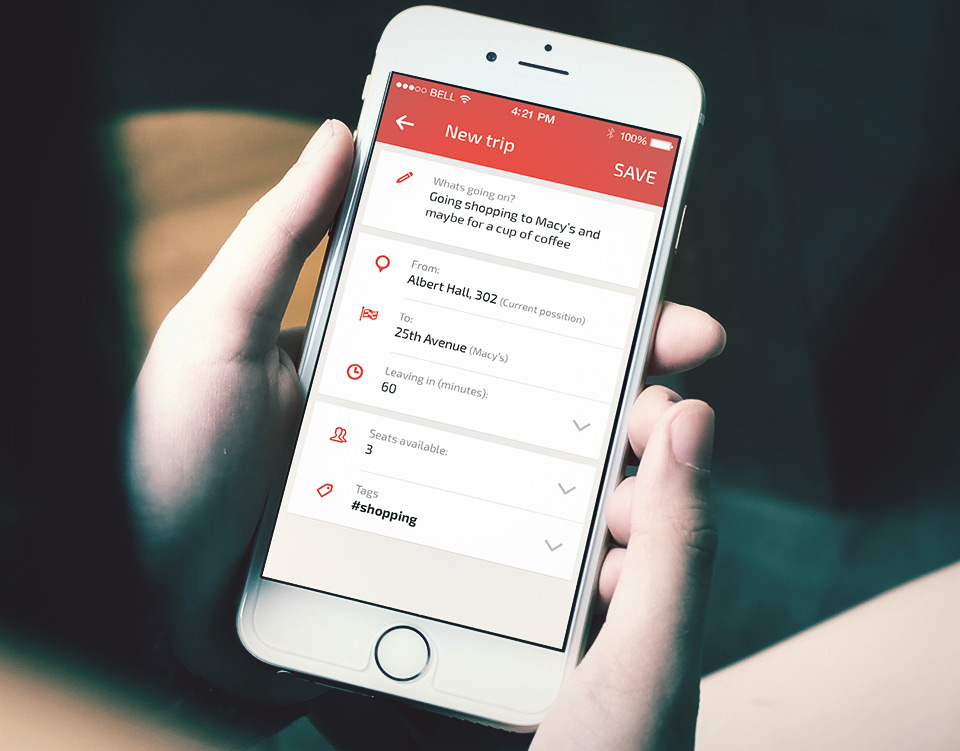 BELL 4:21 PM 100%
New trip
SAVE
Whats going on?
Going shopping to Macy's and
maybe for a cup of coffee
From:
Albert Hall, 302 (Current possition)
To:
25th Avenue (Macy's)
Leaving in (minutes):
60
Seats available:
3
Tags
#shopping